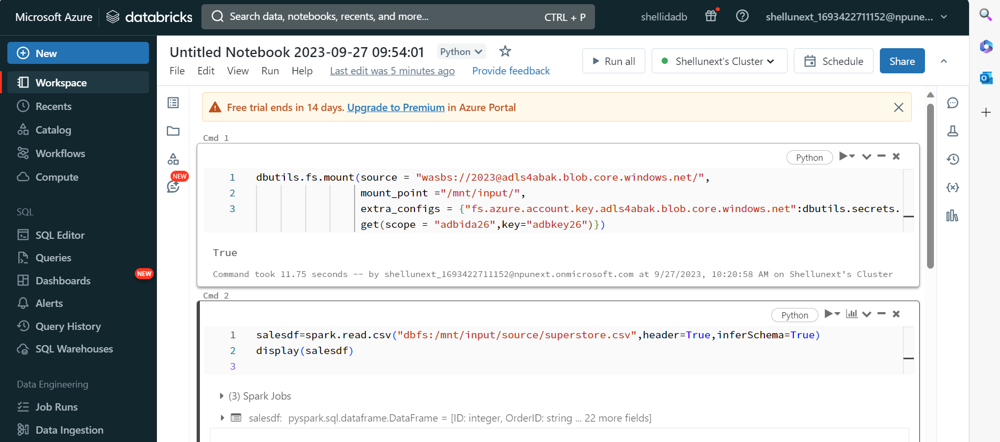 Microsoft Azure databricks Search data, notebooks, recents, and more... CTRL + P shellidadb shellunext_1693422711152@npune...
New
Workspace
Recents
Catalog
Workflows
Compute
SQL
SQL Editor
Queries
Dashboards NEW
Alerts
Query History
SQL Warehouses
Data Engineering
Job Runs
Data Ingestion
Untitled Notebook 2023-09-27 09:54:01 Python
File Edit View Run Help Last edit was 5 minutes ago Provide feedback
Run all Shellunext's Cluster Schedule Share
NEW
Free trial ends in 14 days. Upgrade to Premium in Azure Portal
Cmd 1
Python
1 dbutils.fs.mount(source = "wasbs://2023@adls4abak.blob.core.windows.net/",
2 mount_point ="/mnt/input/",
3 extra_configs = {"fs.azure.account.key.adls4abak.blob.core.windows.net":dbutils.secrets.
get(scope = "adbida26",key="adbkey26")})
True
Command took 11.75 seconds -- by shellunext_1693422711152@npunext.onmicrosoft.com at 9/27/2023, 10:20:58 AM on Shellunext's Cluster
Cmd 2
Python
1 salesdf=spark.read.csv("dbfs:/mnt/input/source/superstore.csv",header=True,inferSchema=True)
2 display(salesdf)
3
(3) Spark Jobs
salesdf: pyspark.sql.dataframe.DataFrame = [ID: integer, OrderID: string ... 22 more fields]